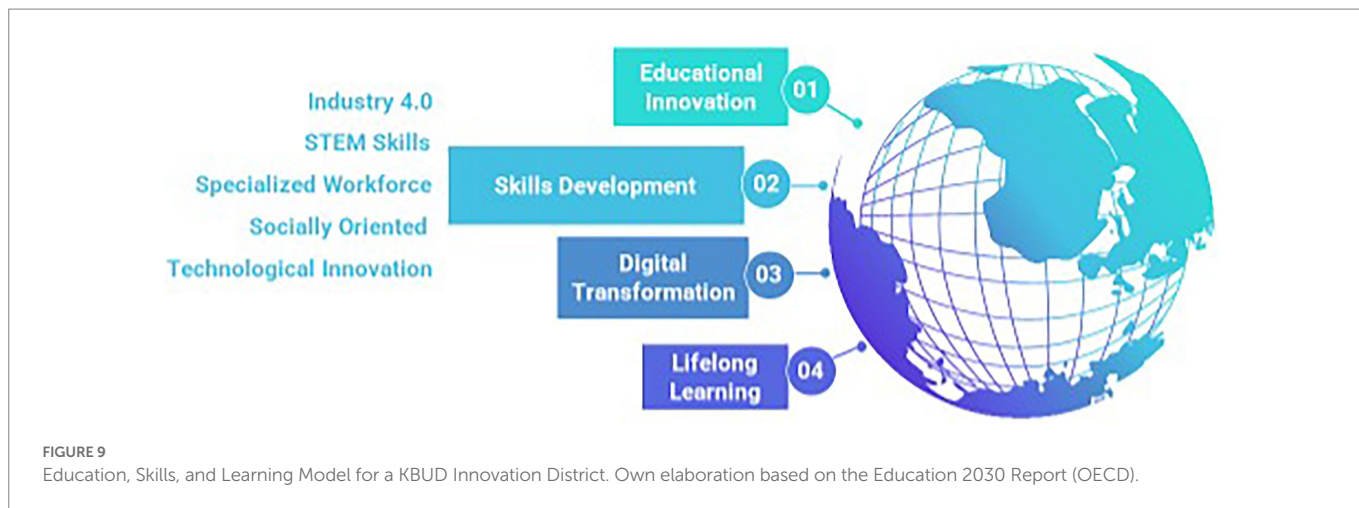 Industry 4.0
STEM Skills
Specialized Workforce
Socially Oriented
Technological Innovation
Educational
Innovation
01
Skills Development
02
Digital
Transformation
03
Lifelong
Learning
04
FIGURE 9
Education, Skills, and Learning Model for a KBUD Innovation District. Own elaboration based on the Education 2030 Report (OECD).